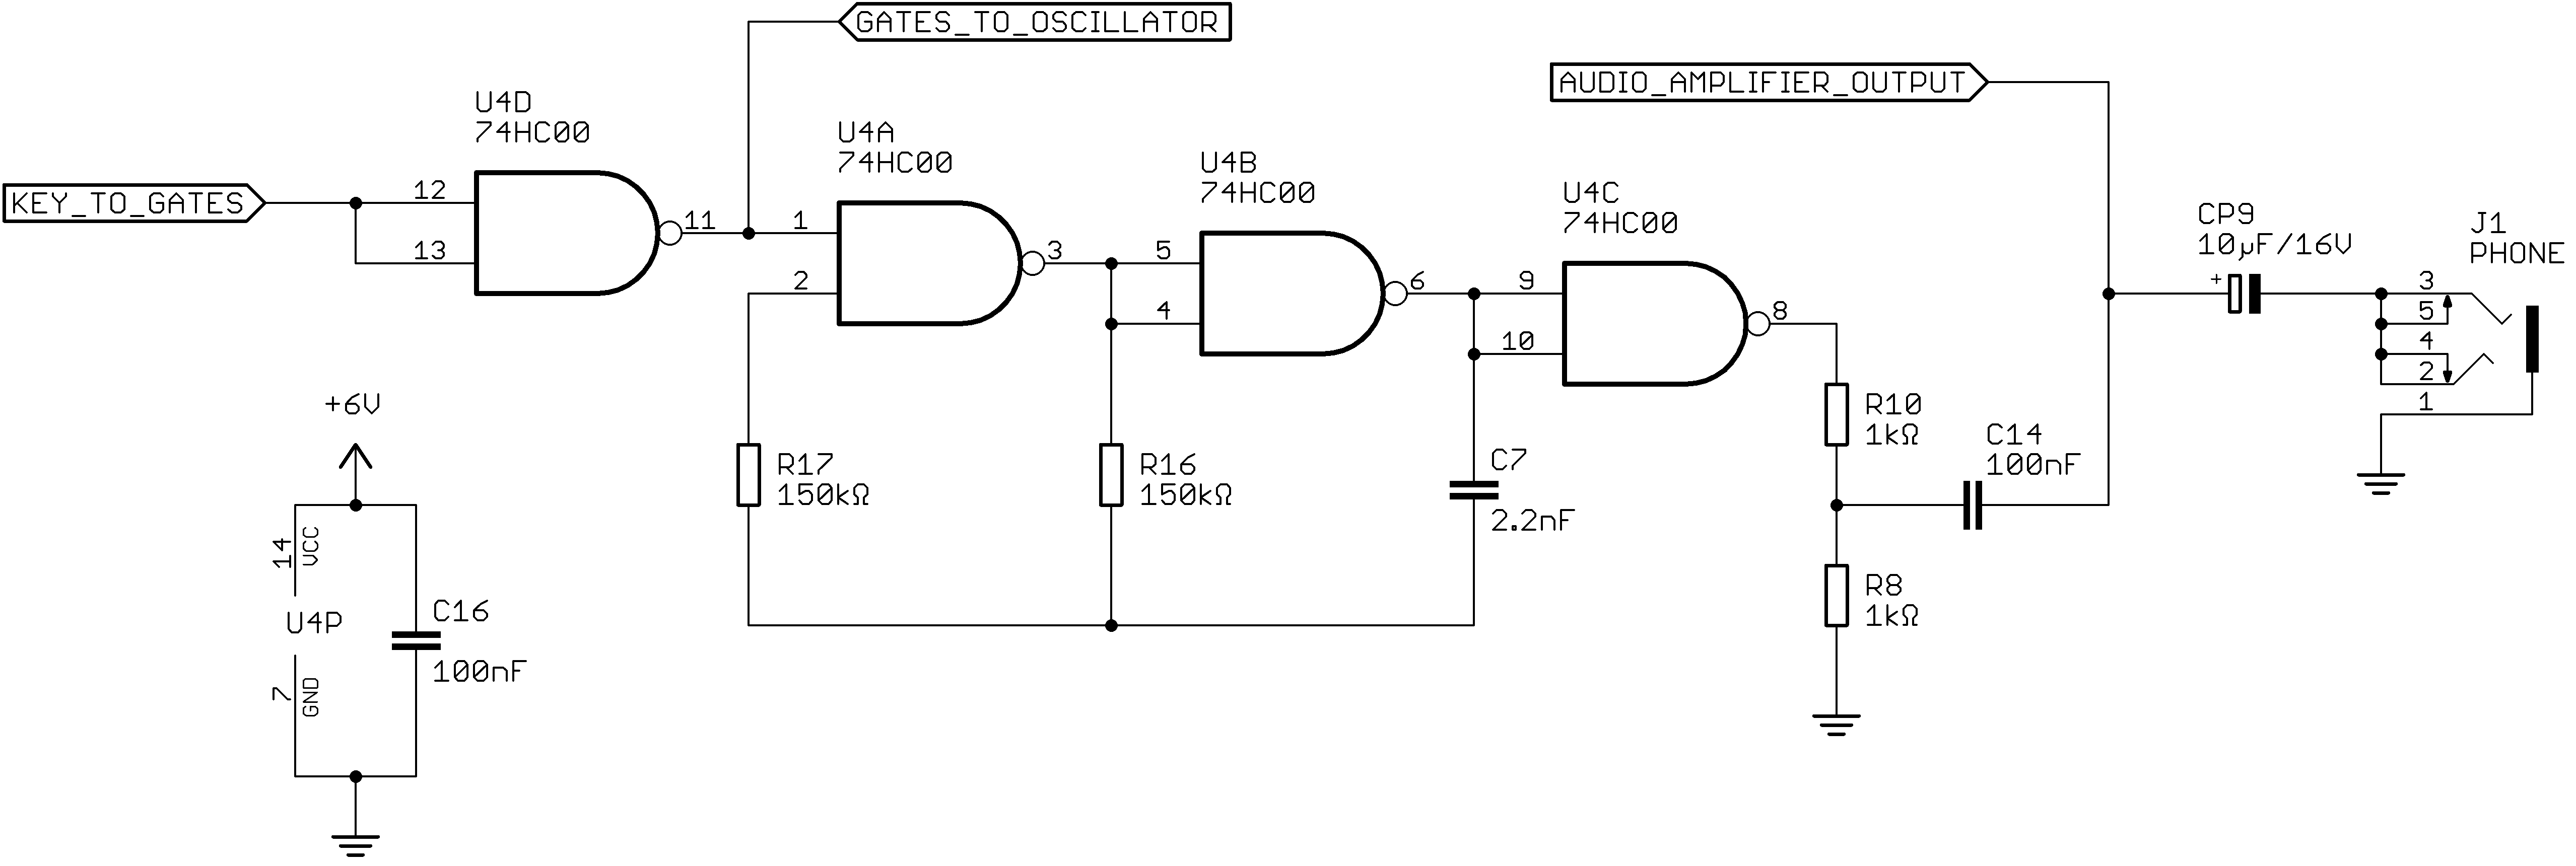 GATES_TO_OSCILLATOR
AUDIO_AMPLIFIER_OUTPUT
KEY_TO_GATES
U4D
74HC00
12
13
11
U4A
74HC00
1
2
3
U4B
74HC00
5
4
6
U4C
74HC00
9
10
8
CP9
10µF/16V
+
J1
PHONE
3
5
4
2
1
+6V
14
VCC
U4P
7
GND
C16
100nF
R17
150kΩ
R16
150kΩ
C7
2.2nF
R10
1kΩ
C14
100nF
R8
1kΩ